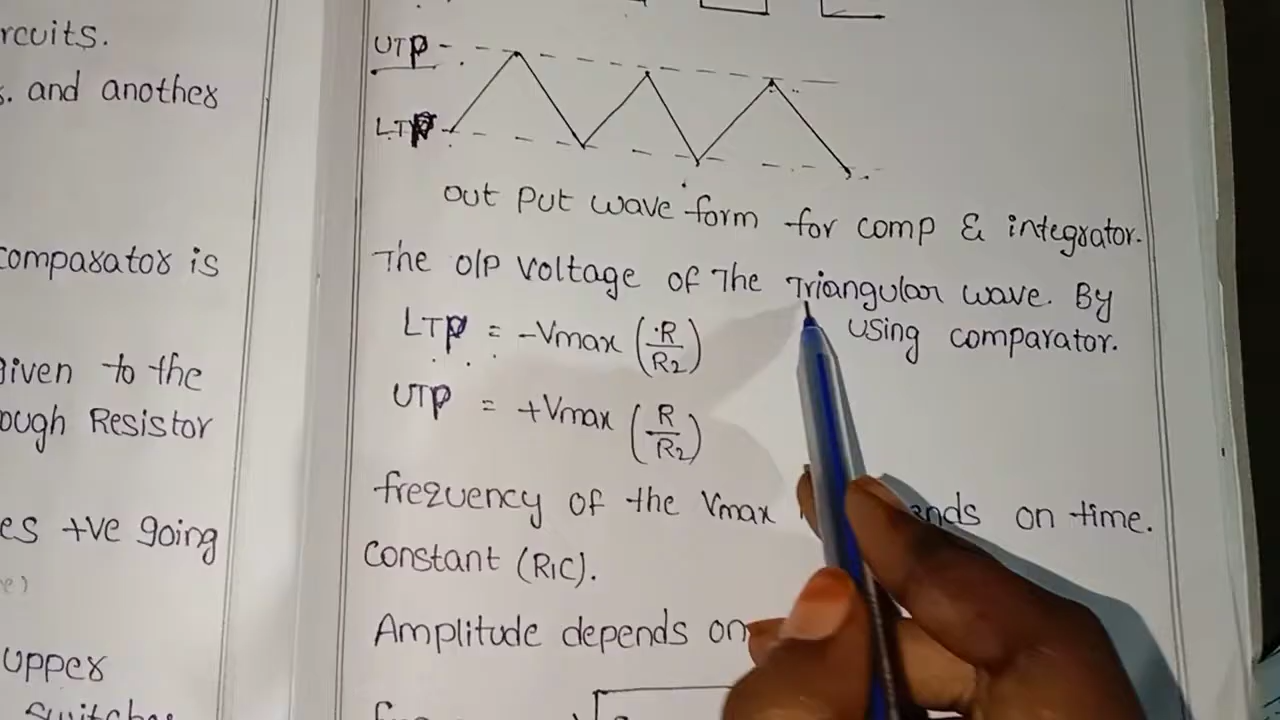 rcuits.
s. and another
comparator is
given to the
ough Resistor
es +ve going
upper
UTP
LTP
out put wave form for comp & integrator.
The o/p voltage of The Triangular wave. By
using comparator.
LTP = -Vmax (R/R2)
UTP = +Vmax (R/R2)
frequency of the Vmax ends on time.
Constant (R1C).
Amplitude depends on